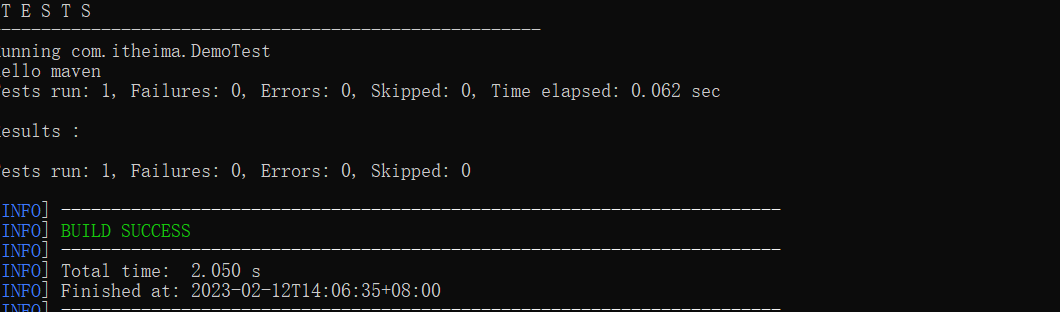 T E S T S
-------------------------------------------------------
unning com.itheima.DemoTest
ello maven
ests run: 1, Failures: 0, Errors: 0, Skipped: 0, Time elapsed: 0.062 sec
esults :
ests run: 1, Failures: 0, Errors: 0, Skipped: 0
INFO] ------------------------------------------------------------------------
INFO] BUILD SUCCESS
INFO] ------------------------------------------------------------------------
INFO] Total time:  2.050 s
INFO] Finished at: 2023-02-12T14:06:35+08:00
INFO] ------------------------------------------------------------------------